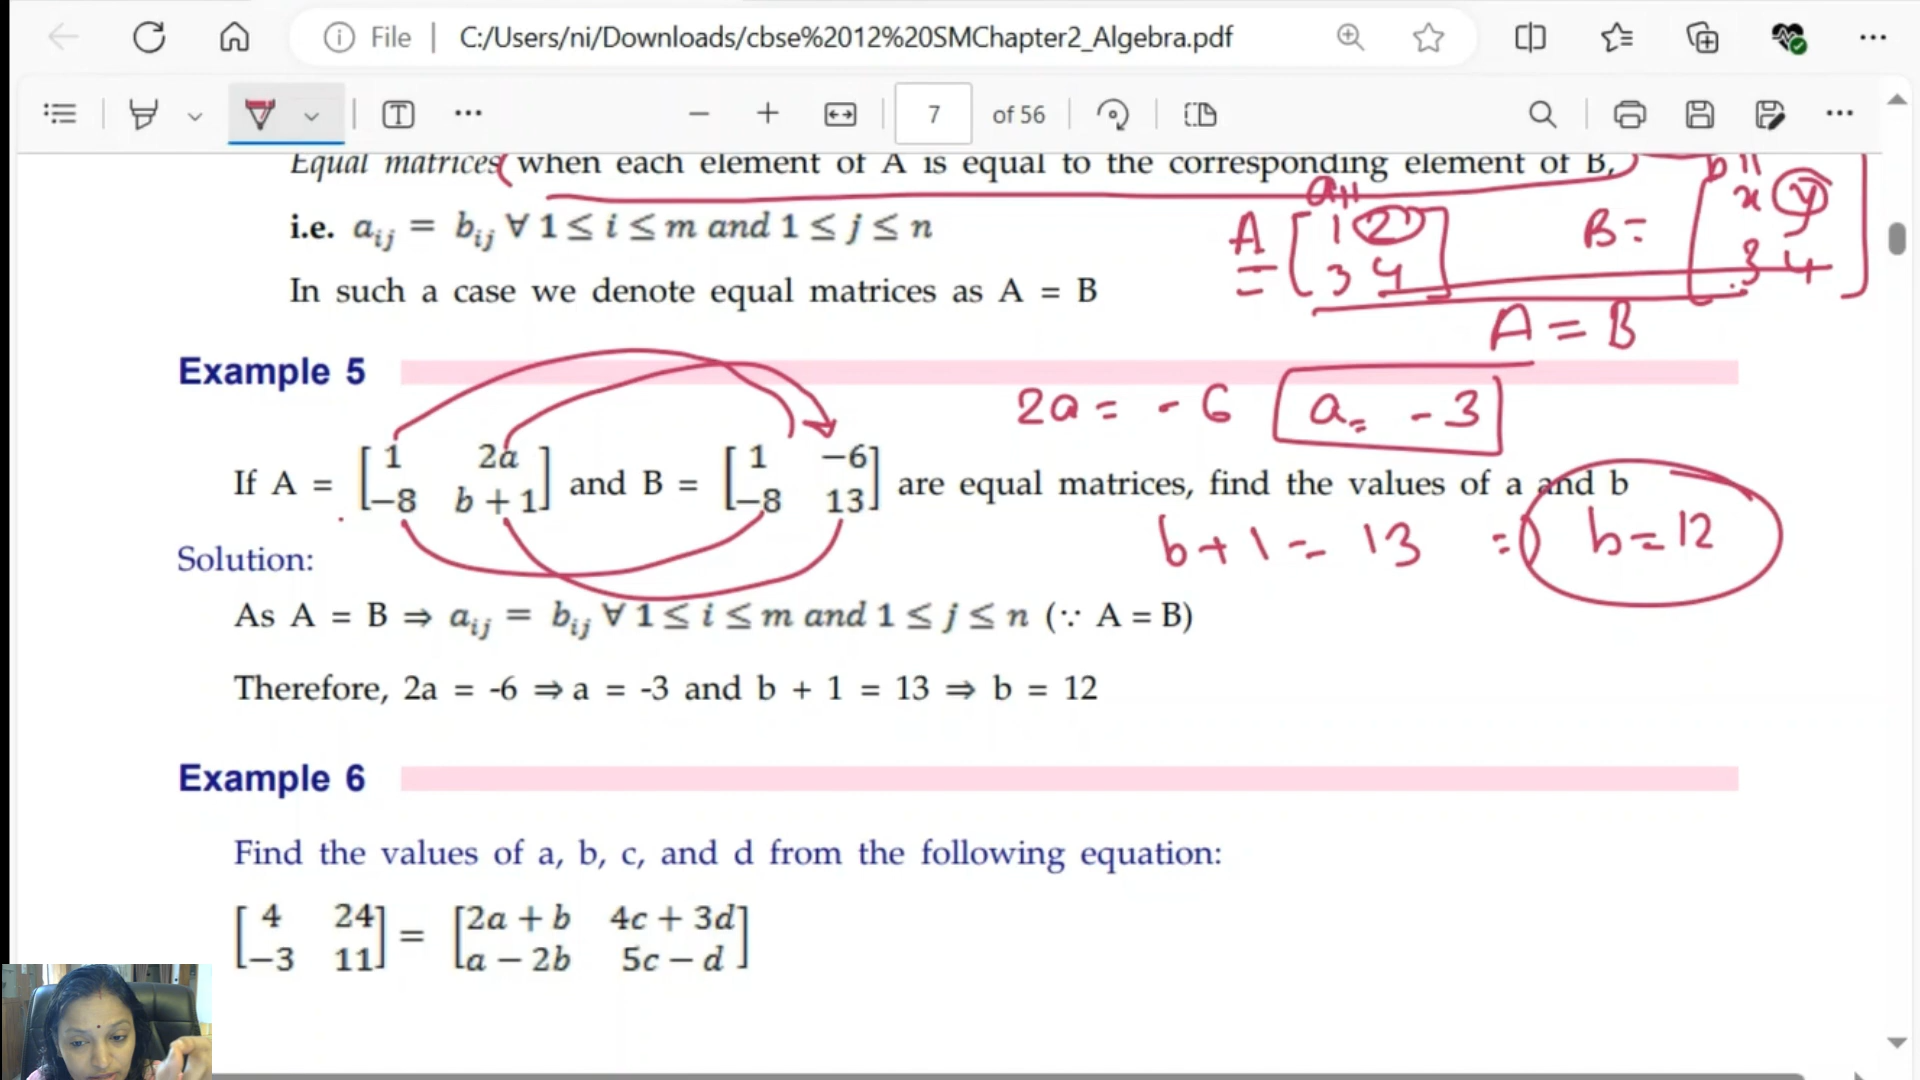 File | C:/Users/ni/Downloads/cbse%2012%20SMChapter2_Algebra.pdf
7 of 56
Equal matrices (when each element of A is equal to the corresponding element of B,
a11 b11
i.e. aᵢⱼ = bᵢⱼ ∀ 1 ≤ i ≤ m and 1 ≤ j ≤ n
A = [1 2 3 4] B = [x y 3 4]
In such a case we denote equal matrices as A = B
A = B
Example 5
2a = -6 a = -3
If A = [1 2a −8 b + 1] and B = [1 −6 −8 13] are equal matrices, find the values of a and b
b + 1 = 13 ⇒ b = 12
Solution:
As A = B ⇒ aᵢⱼ = bᵢⱼ ∀ 1 ≤ i ≤ m and 1 ≤ j ≤ n (∵ A = B)
Therefore, 2a = -6 ⇒ a = -3 and b + 1 = 13 ⇒ b = 12
Example 6
Find the values of a, b, c, and d from the following equation:
[4 24 −3 11] = [2a + b 4c + 3d a − 2b 5c − d]